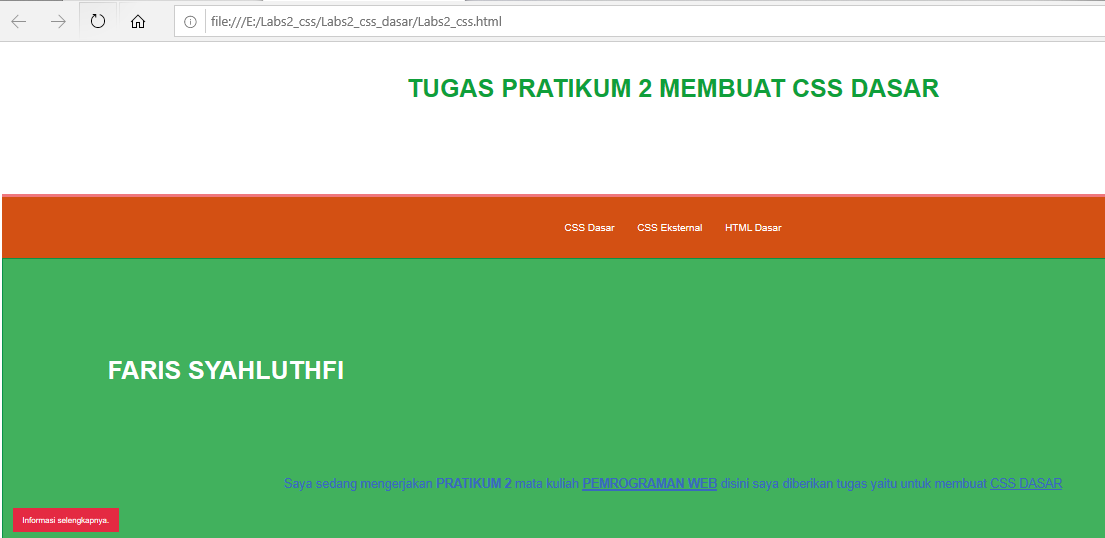 file:///E:/Labs2_css/Labs2_css_dasar/Labs2_css.html
TUGAS PRATIKUM 2 MEMBUAT CSS DASAR
CSS Dasar CSS Eksternal HTML Dasar
FARIS SYAHLUTHFI
Saya sedang mengerjakan PRATIKUM 2 mata kuliah PEMROGRAMAN WEB disini saya diberikan tugas yaitu untuk membuat CSS DASAR
Informasi selengkapnya.